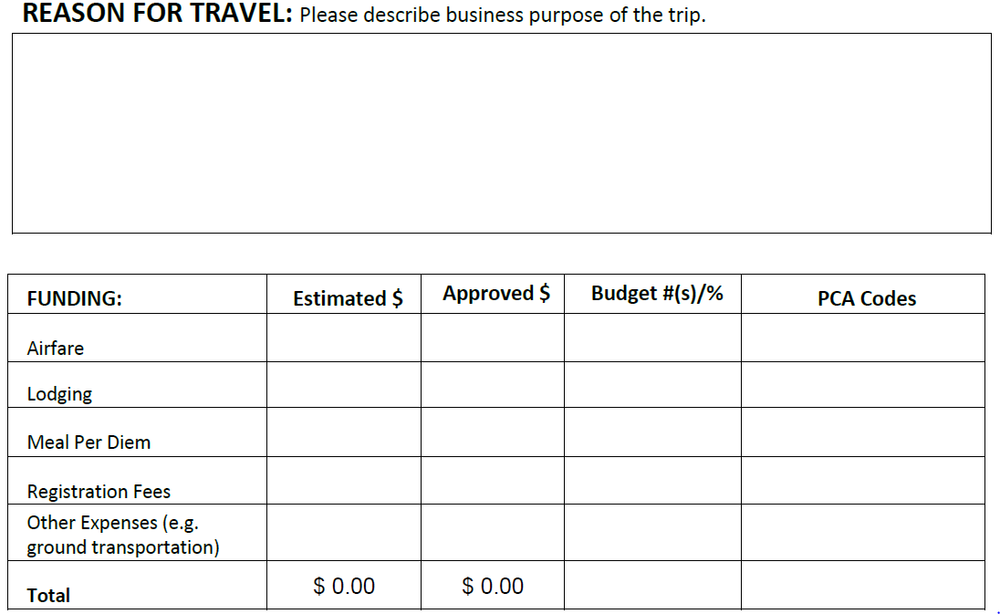 REASON FOR TRAVEL: Please describe business purpose of the trip.
FUNDING: Estimated $ Approved $ Budget #(s)/% PCA Codes
Airfare
Lodging
Meal Per Diem
Registration Fees
Other Expenses (e.g.
ground transportation)
Total $ 0.00 $ 0.00